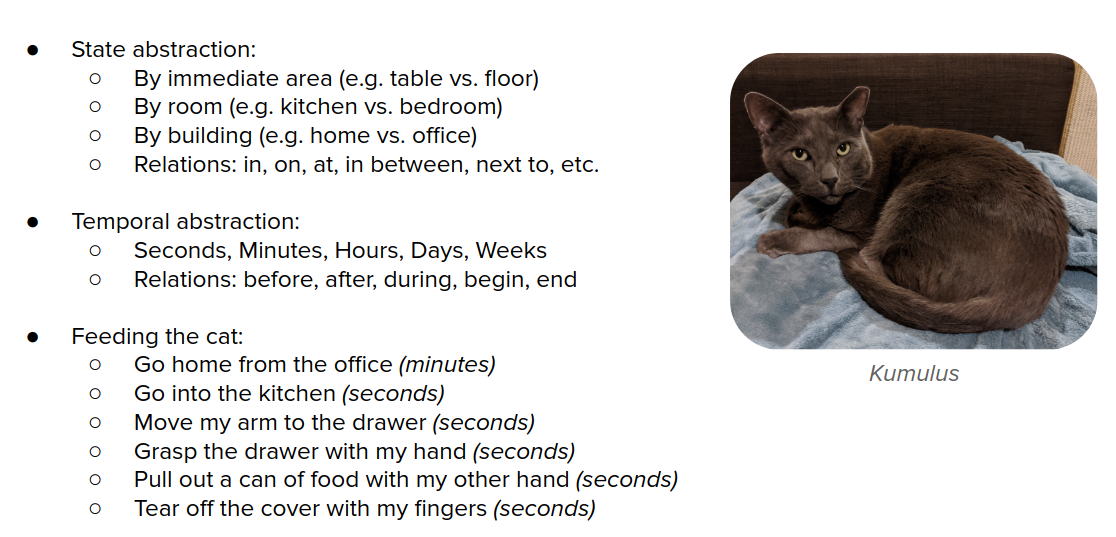 ● State abstraction:
○ By immediate area (e.g. table vs. floor)
○ By room (e.g. kitchen vs. bedroom)
○ By building (e.g. home vs. office)
○ Relations: in, on, at, in between, next to, etc.
● Temporal abstraction:
○ Seconds, Minutes, Hours, Days, Weeks
○ Relations: before, after, during, begin, end
● Feeding the cat:
○ Go home from the office (minutes)
○ Go into the kitchen (seconds)
○ Move my arm to the drawer (seconds)
○ Grasp the drawer with my hand (seconds)
○ Pull out a can of food with my other hand (seconds)
○ Tear off the cover with my fingers (seconds)
Kumulus